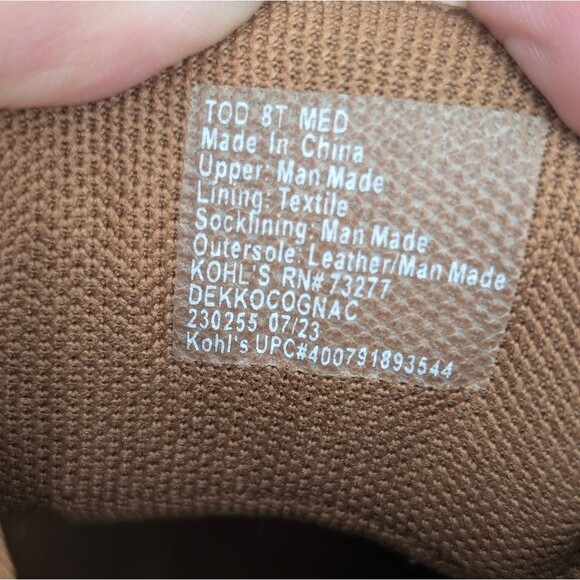 TOD 8T MED
Made In China
Upper: Man Made
Lining: Textile
Socklining: Man Made
Outersole: Leather/Man Made
KOHL'S RN# 73277
DEKKOCOGNAC
230255 07/23
Kohl's UPC#400791893544